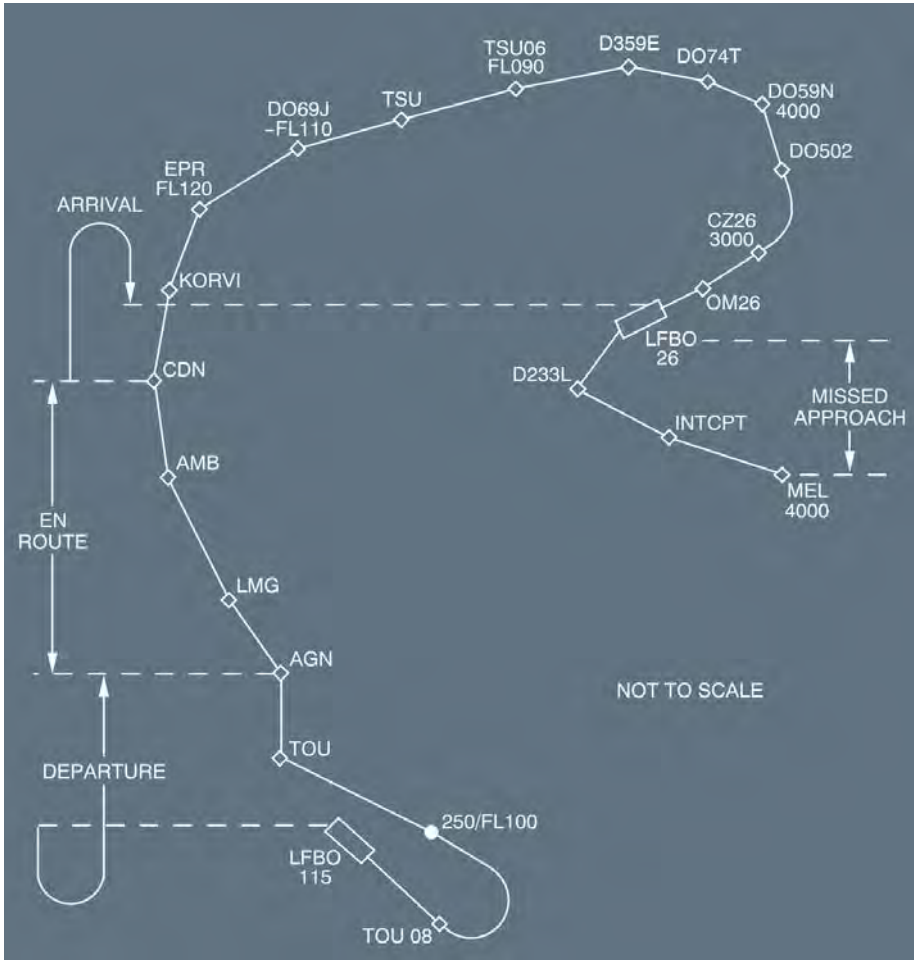 TSU06
FL090
D359E
DO74T
DO59N
4000
DO502
TSU
DO69J
-FL110
EPR
FL120
ARRIVAL
KORVI
CZ26
3000
OM26
LFBO
26
CDN
D233L
MISSED
APPROACH
INTCPT
AMB
MEL
4000
EN
ROUTE
LMG
AGN
NOT TO SCALE
TOU
DEPARTURE
250/FL100
LFBO
115
TOU 08